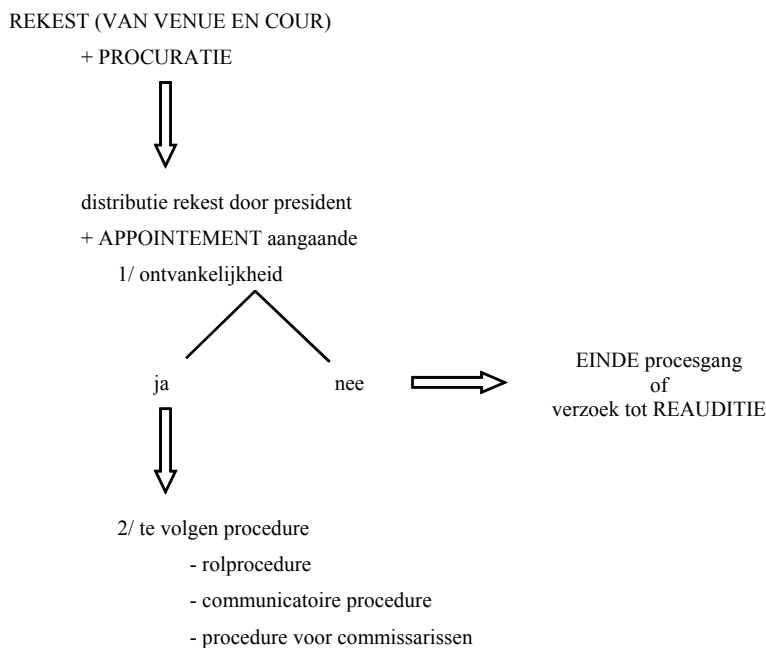 REKEST (VAN VENUE EN COUR)
+ PROCURATIE
distributie rekest door president
+ APPOINTEMENT aangaande
1/ ontvankelijkheid
ja
nee
EINDE procesgang
of
verzoek tot REAUDITIE
2/ te volgen procedure
- rolprocedure
- communicatoire procedure
- procedure voor commissarissen